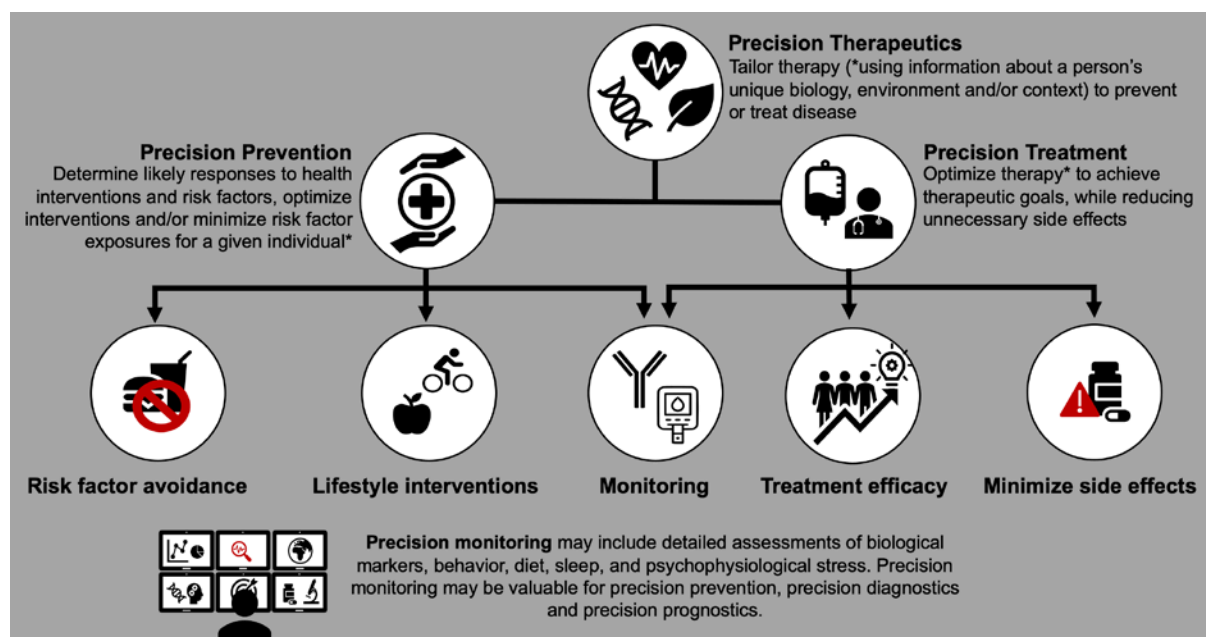 Precision Therapeutics
Tailor therapy (*using information about a person's
unique biology, environment and/or context) to prevent
or treat disease
Precision Prevention
Determine likely responses to health
interventions and risk factors, optimize
interventions and/or minimize risk factor
exposures for a given individual*
Precision Treatment
Optimize therapy* to achieve
therapeutic goals, while reducing
unnecessary side effects
Risk factor avoidance
Lifestyle interventions
Monitoring
Treatment efficacy
Minimize side effects
Precision monitoring may include detailed assessments of biological
markers, behavior, diet, sleep, and psychophysiological stress. Precision
monitoring may be valuable for precision prevention, precision diagnostics
and precision prognostics.